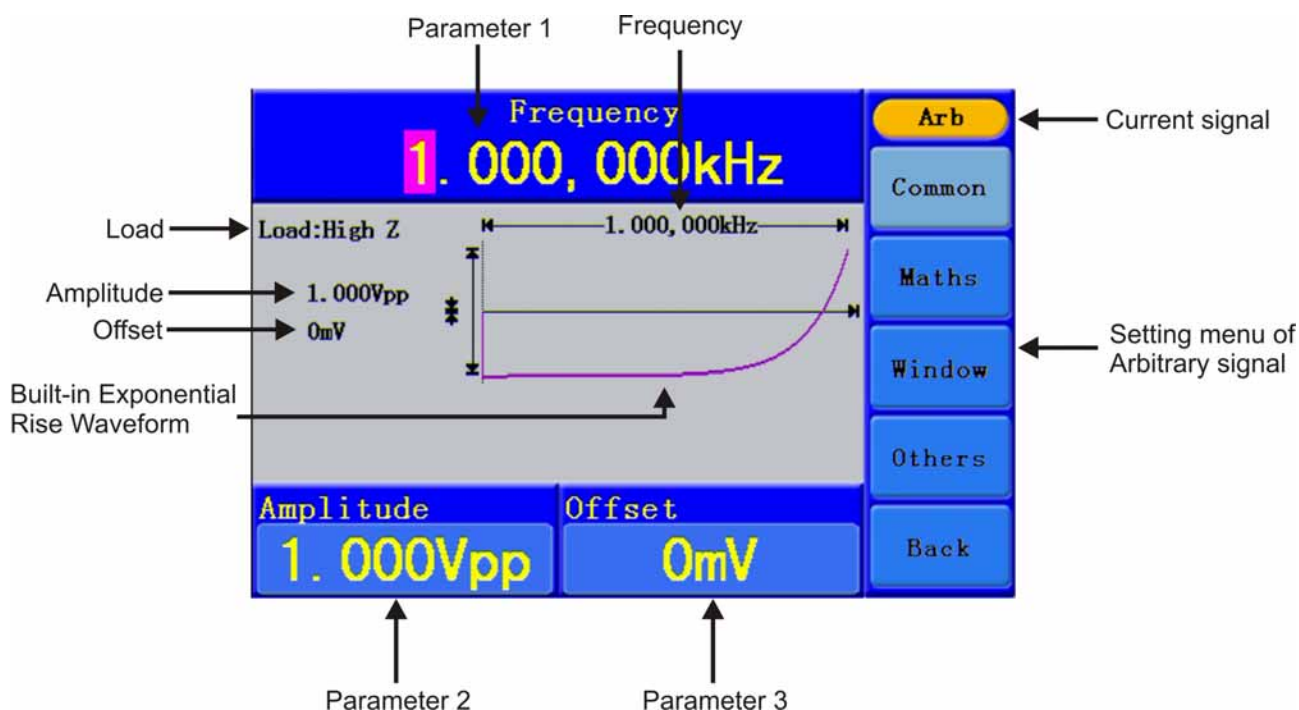 Parameter 1
Frequency
Frequency
1.000,000kHz
Arb
Current signal
Common
Load
Load:High Z
1.000,000kHz
Maths
Amplitude
1.000Vpp
Offset
0mV
Setting menu of
Arbitrary signal
Window
Built-in Exponential
Rise Waveform
Others
Amplitude
1.000Vpp
Offset
0mV
Back
Parameter 2
Parameter 3